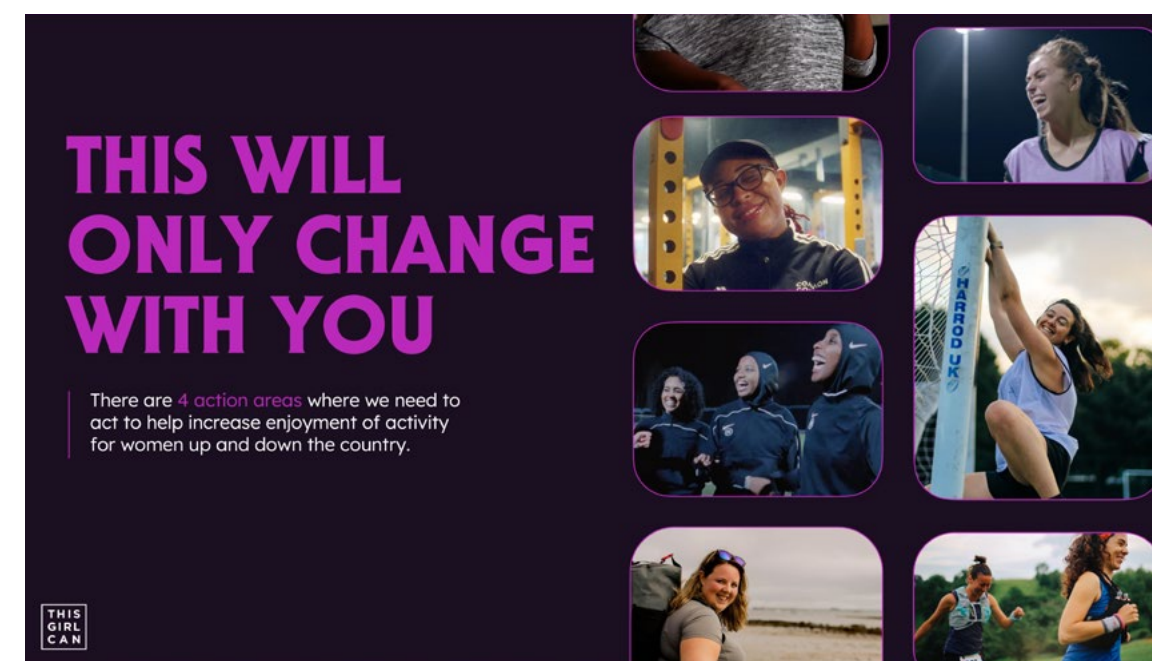 THIS WILL
ONLY CHANGE
WITH YOU
There are 4 action areas where we need to
act to help increase enjoyment of activity
for women up and down the country.
THIS
GIRL
CAN
HARROD UK